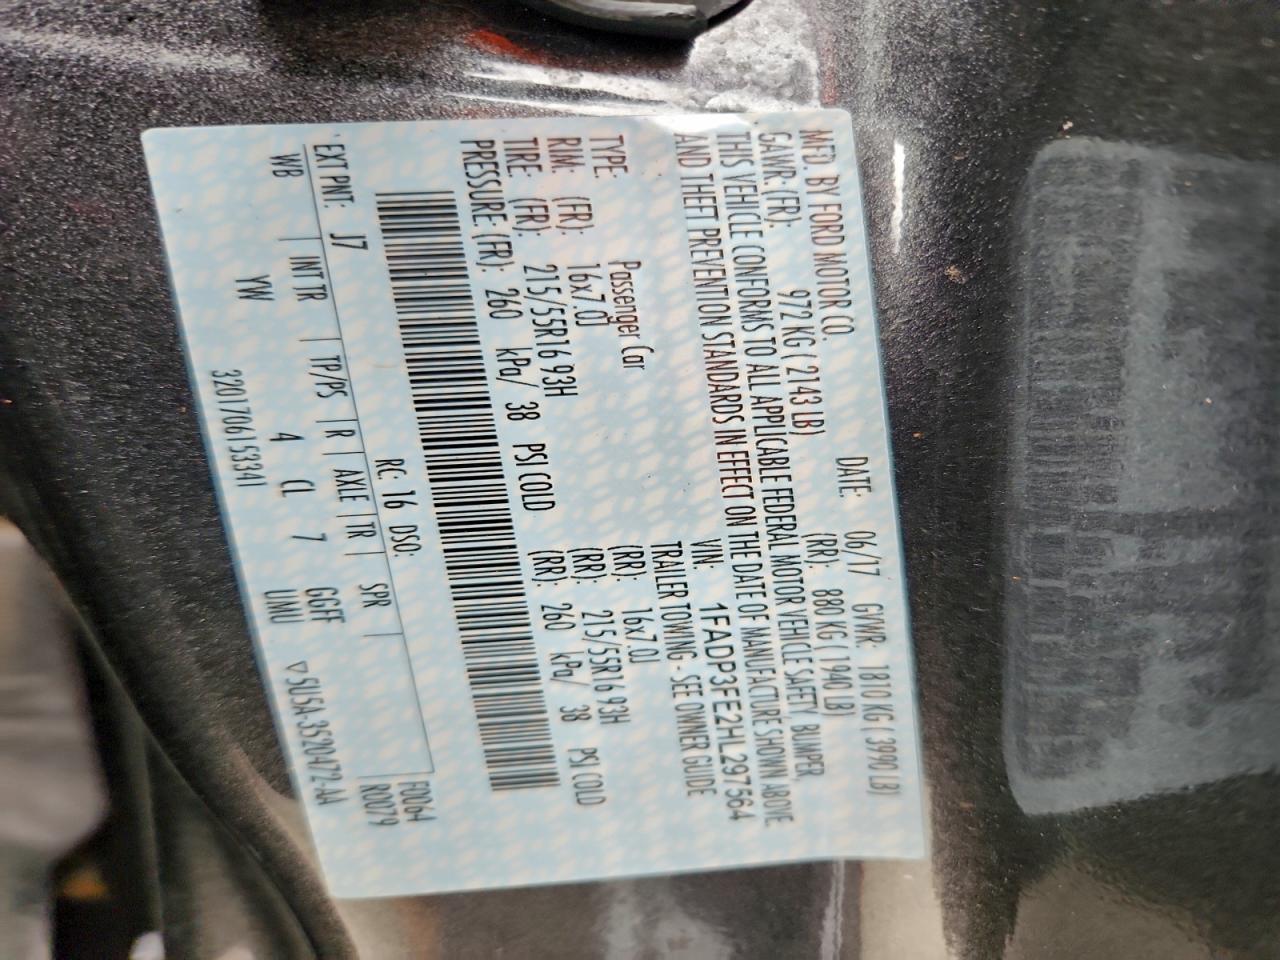 MFD. BY FORD MOTOR CO. DATE: 06/17 GVWR: 1810 KG ( 3990 LB)
GAWR: (FR): 972 KG ( 2143 LB) (RR): 880 KG ( 1940 LB)
THIS VEHICLE CONFORMS TO ALL APPLICABLE FEDERAL MOTOR VEHICLE SAFETY, BUMPER,
AND THEFT PREVENTION STANDARDS IN EFFECT ON THE DATE OF MANUFACTURE SHOWN ABOVE
VIN: 1FADP3FE2HL297564
TYPE: Passenger Car TRAILER TOWING - SEE OWNER GUIDE
RIM: (FR): 16x7.0J (RR): 16x7.0J
TIRE: (FR): 215/55R16 93H (RR): 215/55R16 93H
PRESSURE: (FR): 260 kPa/ 38 PSI COLD (RR): 260 kPa/ 38 PSI COLD
RC: 16 DSO: F0064
EXT PNT: J7 R0079
WB INT TR TP/PS R AXLE TR SPR
YW 4 CL 7 GGFF
3201706153341 UMU ▽5U5A-3520472-AA